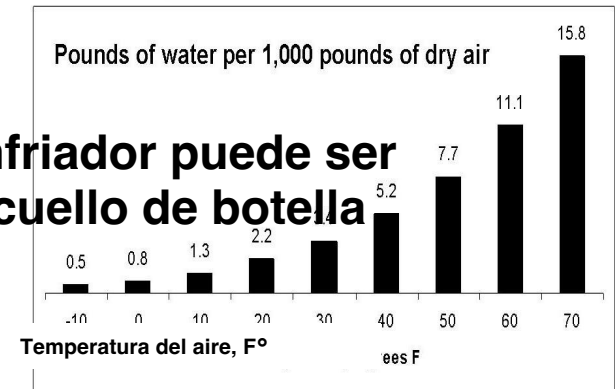 15.8
Pounds of water per 1,000 pounds of dry air
11.1
nfriador puede ser
7.7
cuello de botella
5.2
2.2
1.3
0.8
0.5
-10 0 10 20 30 40 50 60 70
Temperatura del aire, F°
ees F